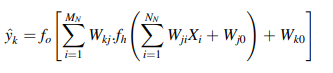 ŷ_k = f_o [ ∑_{i=1}^{M_N} W_{kj} · f_h ( ∑_{i=1}^{N_N} W_{ji} X_i + W_{j0} ) + W_{k0} ]